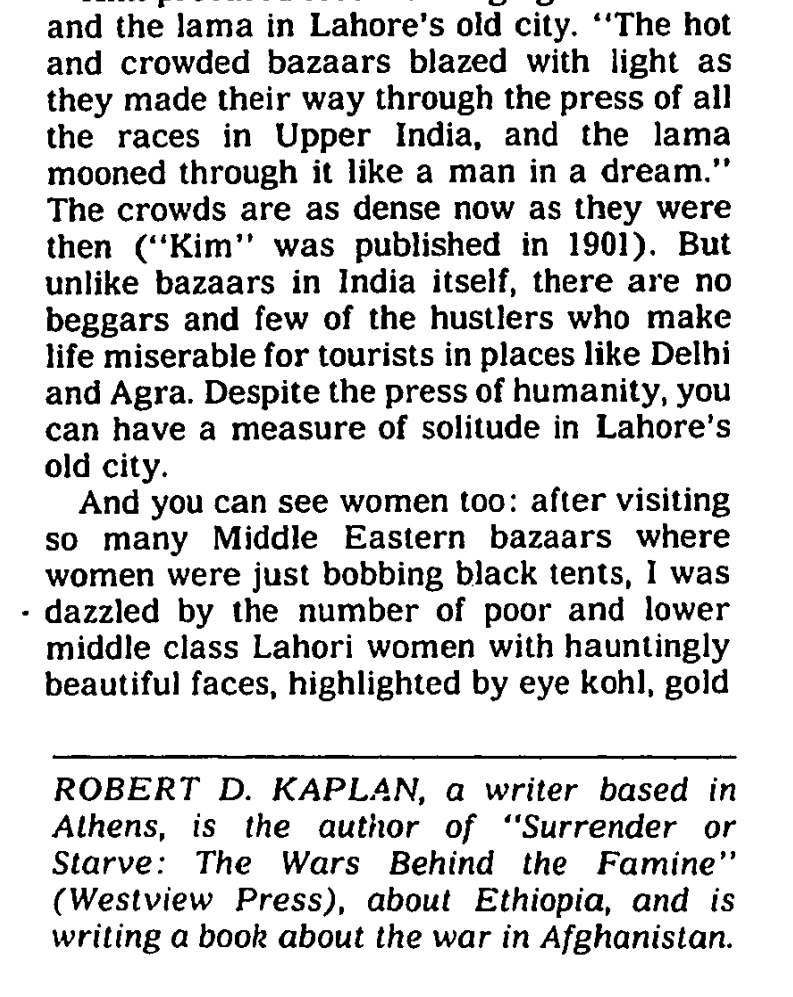 and the lama in Lahore's old city. "The hot
and crowded bazaars blazed with light as
they made their way through the press of all
the races in Upper India, and the lama
mooned through it like a man in a dream."
The crowds are as dense now as they were
then ("Kim" was published in 1901). But
unlike bazaars in India itself, there are no
beggars and few of the hustlers who make
life miserable for tourists in places like Delhi
and Agra. Despite the press of humanity, you
can have a measure of solitude in Lahore's
old city.
And you can see women too: after visiting
so many Middle Eastern bazaars where
women were just bobbing black tents, I was
dazzled by the number of poor and lower
middle class Lahori women with hauntingly
beautiful faces, highlighted by eye kohl, gold
ROBERT D. KAPLAN, a writer based in
Athens, is the author of "Surrender or
Starve: The Wars Behind the Famine"
(Westview Press), about Ethiopia, and is
writing a book about the war in Afghanistan.